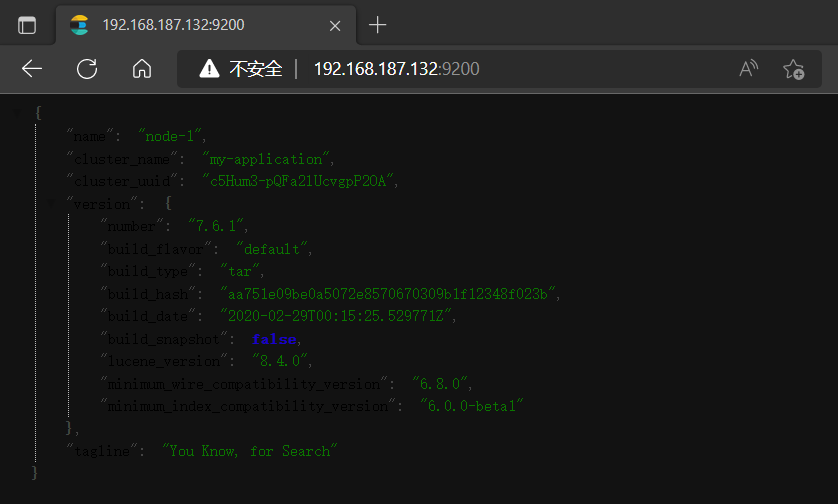 192.168.187.132:9200
不安全 | 192.168.187.132:9200
{
"name": "node-1",
"cluster_name": "my-application",
"cluster_uuid": "c5Hum3-pQFa21UcvgpP2OA",
"version": {
"number": "7.6.1",
"build_flavor": "default",
"build_type": "tar",
"build_hash": "aa751e09be0a5072e8570670309b1f12348f023b",
"build_date": "2020-02-29T00:15:25.529771Z",
"build_snapshot": false,
"lucene_version": "8.4.0",
"minimum_wire_compatibility_version": "6.8.0",
"minimum_index_compatibility_version": "6.0.0-beta1"
},
"tagline": "You Know, for Search"
}